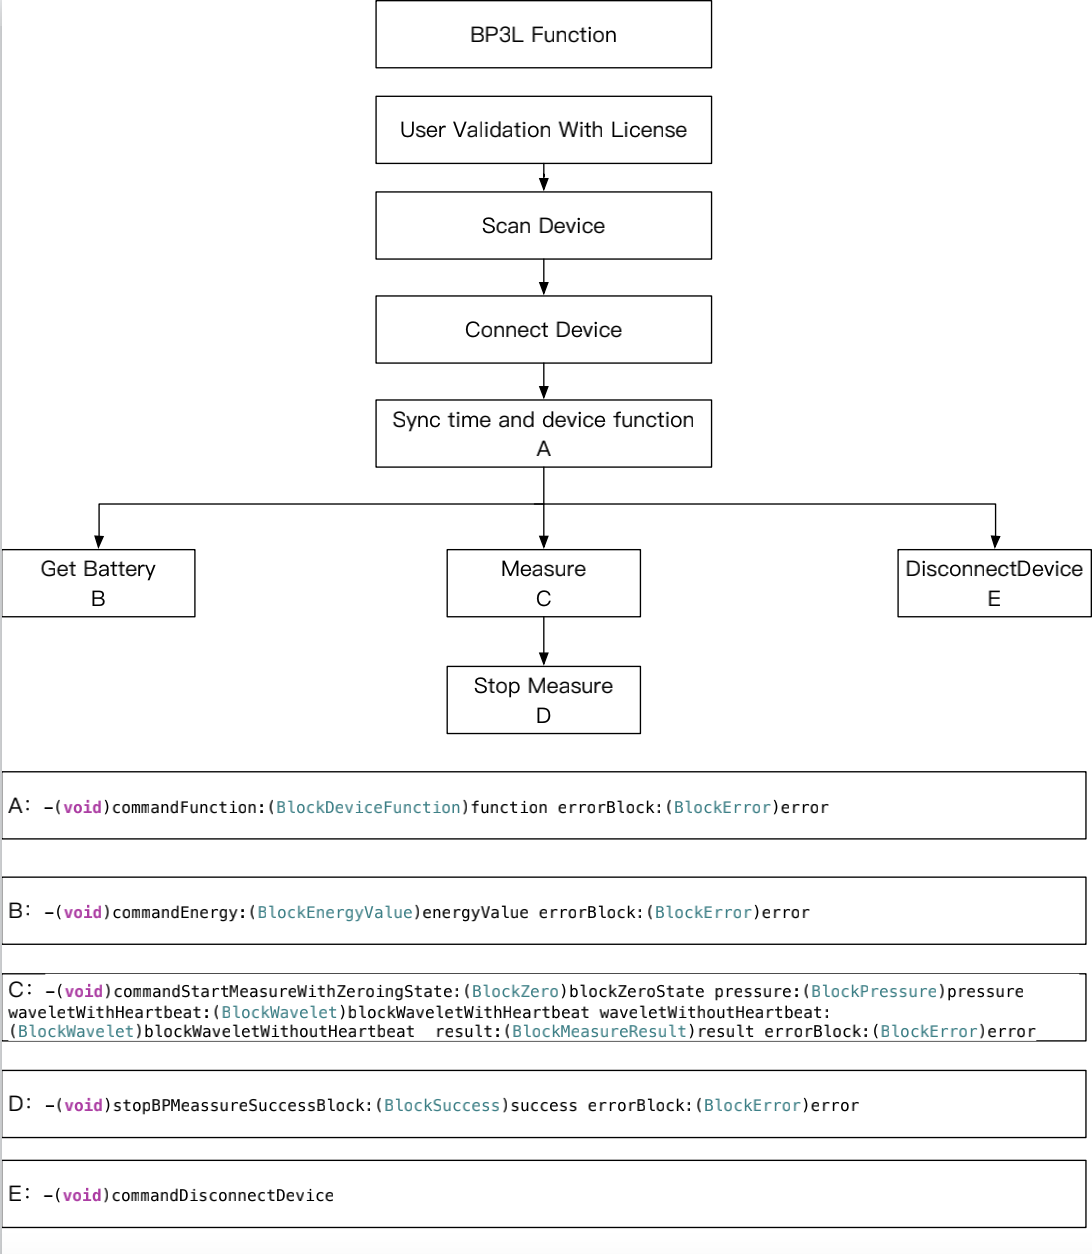 BP3L Function
User Validation With License
Scan Device
Connect Device
Sync time and device function
A
Get Battery
B
Measure
C
DisconnectDevice
E
Stop Measure
D
A: -(void)commandFunction:(BlockDeviceFunction)function errorBlock:(BlockError)error
B: -(void)commandEnergy:(BlockEnergyValue)energyValue errorBlock:(BlockError)error
C: -(void)commandStartMeasureWithZeroingState:(BlockZero)blockZeroState pressure:(BlockPressure)pressure
waveletWithHeartbeat:(BlockWavelet)blockWaveletWithHeartbeat waveletWithoutHeartbeat:
(BlockWavelet)blockWaveletWithoutHeartbeat  result:(BlockMeasureResult)result errorBlock:(BlockError)error
D: -(void)stopBPMeassureSuccessBlock:(BlockSuccess)success errorBlock:(BlockError)error
E: -(void)commandDisconnectDevice